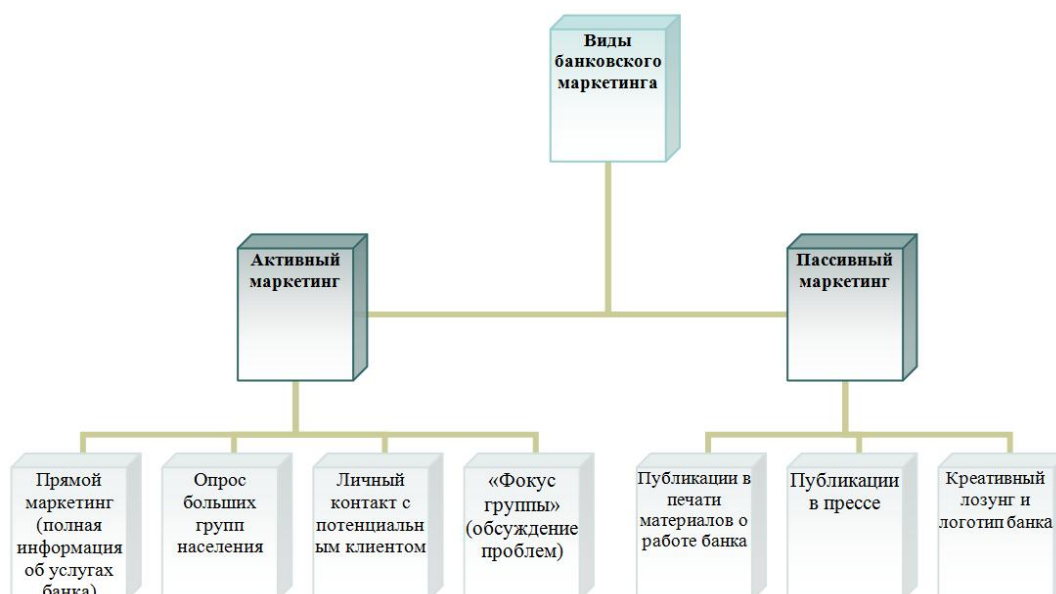 Виды
банковского
маркетинга
Активный
маркетинг
Пассивный
маркетинг
Прямой
маркетинг
(полная
информация
об услугах
банка)
Опрос
больших
групп
населения
Личный
контакт с
потенциальн
ым клиентом
«Фокус
группы»
(обсуждение
проблем)
Публикации в
печати
материалов о
работе банка
Публикации
в прессе
Креативный
лозунг и
логотип банка